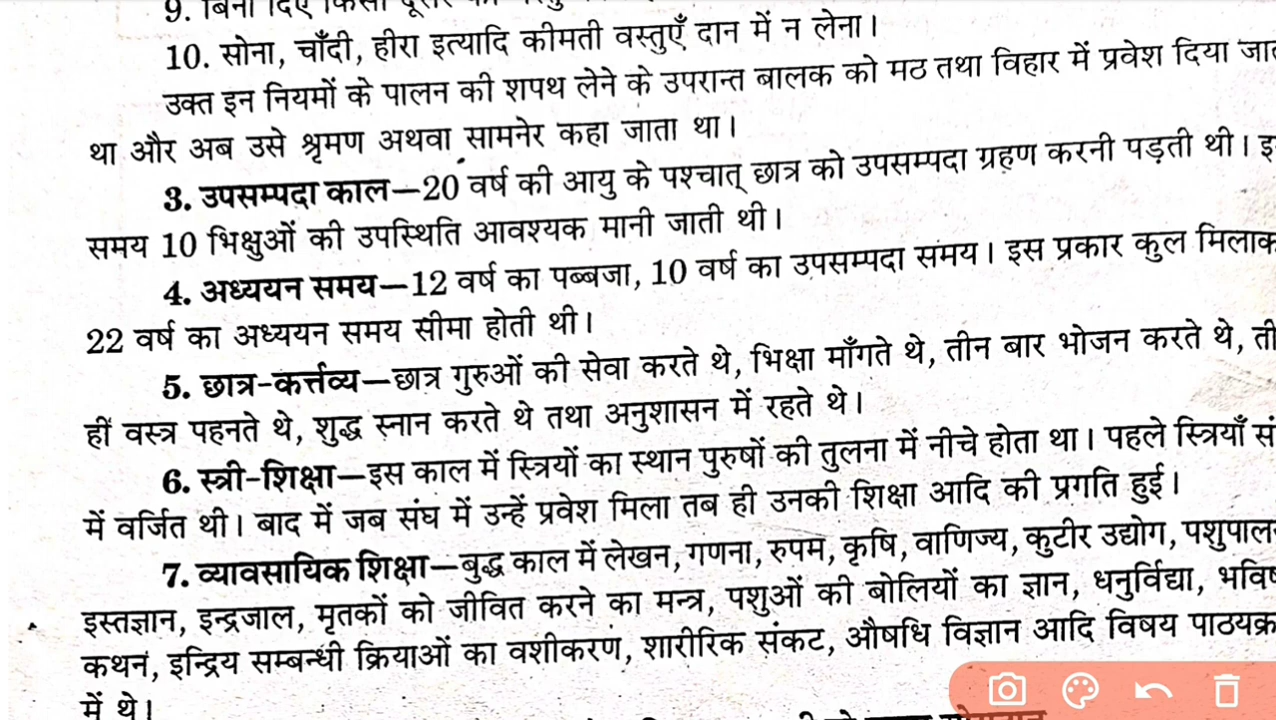 9. बिना दिए किसी
10. सोना, चाँदी, हीरा इत्यादि कीमती वस्तुएँ दान में न लेना।
उक्त इन नियमों के पालन की शपथ लेने के उपरान्त बालक को मठ तथा विहार में प्रवेश दिया
था और अब उसे श्रृमण अथवा सामनेर कहा जाता था।
3. उपसम्पदा काल—20 वर्ष की आयु के पश्चात् छात्र को उपसम्पदा ग्रहण करनी पड़ती थी।
समय 10 भिक्षुओं की उपस्थिति आवश्यक मानी जाती थी।
4. अध्ययन समय—12 वर्ष का पब्बजा, 10 वर्ष का उपसम्पदा समय। इस प्रकार कुल
22 वर्ष का अध्ययन समय सीमा होती थी।
5. छात्र-कर्त्तव्य—छात्र गुरुओं की सेवा करते थे, भिक्षा माँगते थे, तीन बार भोजन करते थे,
हीं वस्त्र पहनते थे, शुद्ध स्नान करते थे तथा अनुशासन में रहते थे।
6. स्त्री-शिक्षा—इस काल में स्त्रियों का स्थान पुरुषों की तुलना में नीचे होता था। पहले स्त्रियाँ
में वर्जित थी। बाद में जब संघ में उन्हें प्रवेश मिला तब ही उनकी शिक्षा आदि की प्रगति हुई।
7. व्यावसायिक शिक्षा—बुद्ध काल में लेखन, गणना, रुपम, कृषि, वाणिज्य, कुटीर उद्योग,
इस्तज्ञान, इन्द्रजाल, मृतकों को जीवित करने का मन्त्र, पशुओं की बोलियों का ज्ञान, धनुर्विद्या,
कथन, इन्द्रिय सम्बन्धी क्रियाओं का वशीकरण, शारीरिक संकट, औषधि विज्ञान आदि विषय
में थे।